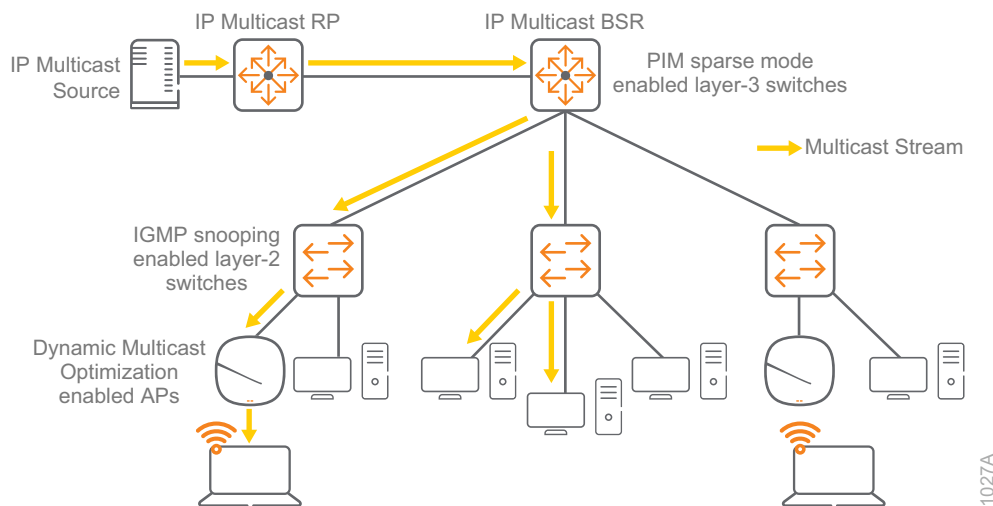 IP Multicast RP
IP Multicast BSR
IP Multicast
Source
PIM sparse mode
enabled layer-3 switches
Multicast Stream
IGMP snooping
enabled layer-2
switches
Dynamic Multicast
Optimization
enabled APs
1027A